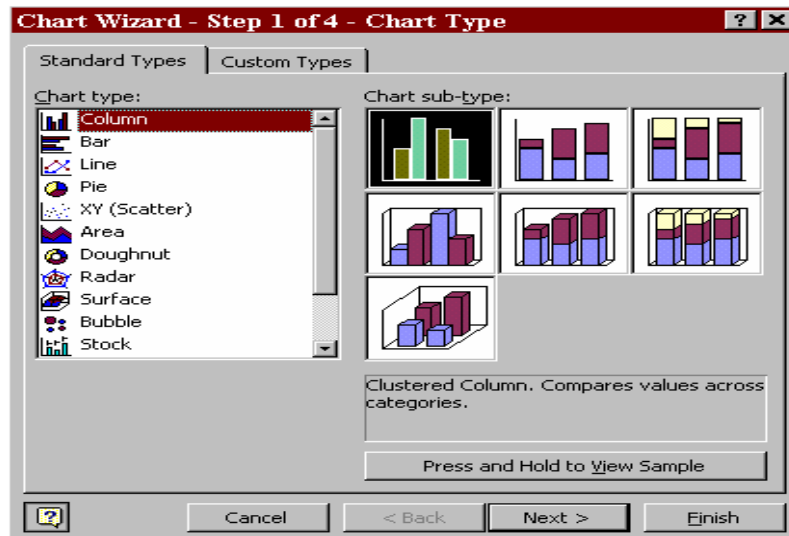 Chart Wizard - Step 1 of 4 - Chart Type
? X
Standard Types
Custom Types
Chart type:
Column
Bar
Line
Pie
XY (Scatter)
Area
Doughnut
Radar
Surface
Bubble
Stock
Chart sub-type:
Clustered Column. Compares values across
categories.
Press and Hold to View Sample
?
Cancel
< Back
Next >
Finish